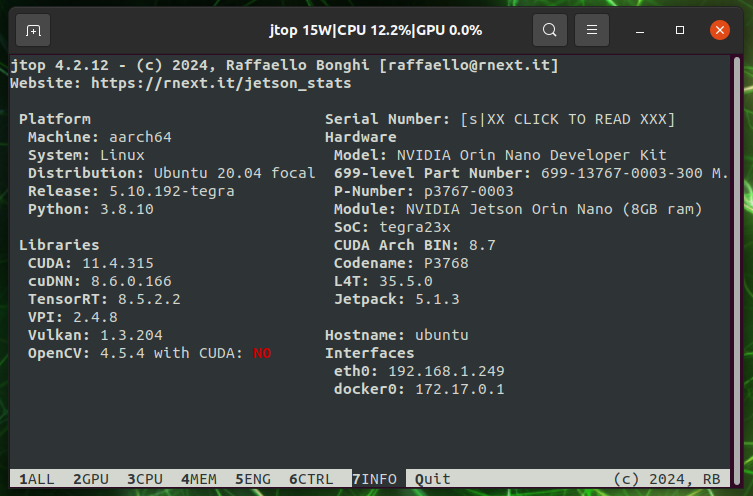 jtop 15W|CPU 12.2%|GPU 0.0%
jtop 4.2.12 - (c) 2024, Raffaello Bonghi [raffaello@rnext.it]
Website: https://rnext.it/jetson_stats
Platform
Machine: aarch64
System: Linux
Distribution: Ubuntu 20.04 focal
Release: 5.10.192-tegra
Python: 3.8.10
Libraries
CUDA: 11.4.315
cuDNN: 8.6.0.166
TensorRT: 8.5.2.2
VPI: 2.4.8
Vulkan: 1.3.204
OpenCV: 4.5.4 with CUDA: NO
Serial Number: [s|XX CLICK TO READ XXX]
Hardware
Model: NVIDIA Orin Nano Developer Kit
699-level Part Number: 699-13767-0003-300 M.
P-Number: p3767-0003
Module: NVIDIA Jetson Orin Nano (8GB ram)
SoC: tegra23x
CUDA Arch BIN: 8.7
Codename: P3768
L4T: 35.5.0
Jetpack: 5.1.3
Hostname: ubuntu
Interfaces
eth0: 192.168.1.249
docker0: 172.17.0.1
1ALL 2GPU 3CPU 4MEM 5ENG 6CTRL 7INFO Quit (c) 2024, RB